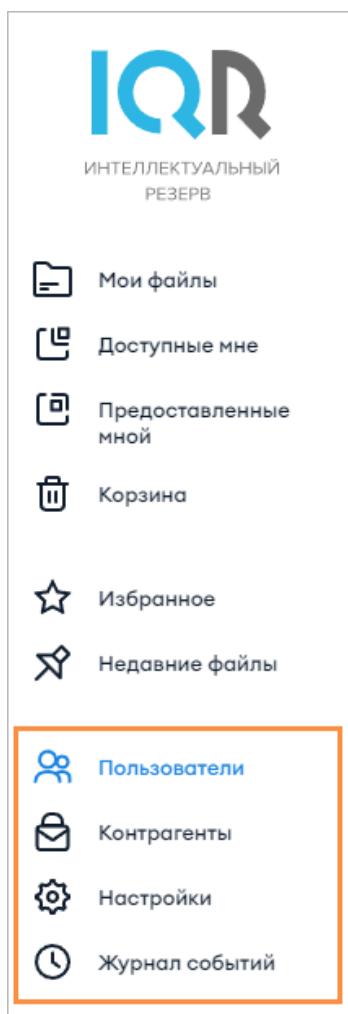 IQR
ИНТЕЛЛЕКТУАЛЬНЫЙ
РЕЗЕРВ
Мои файлы
Доступные мне
Предоставленные
мной
Корзина
Избранное
Недавние файлы
Пользователи
Контрагенты
Настройки
Журнал событий